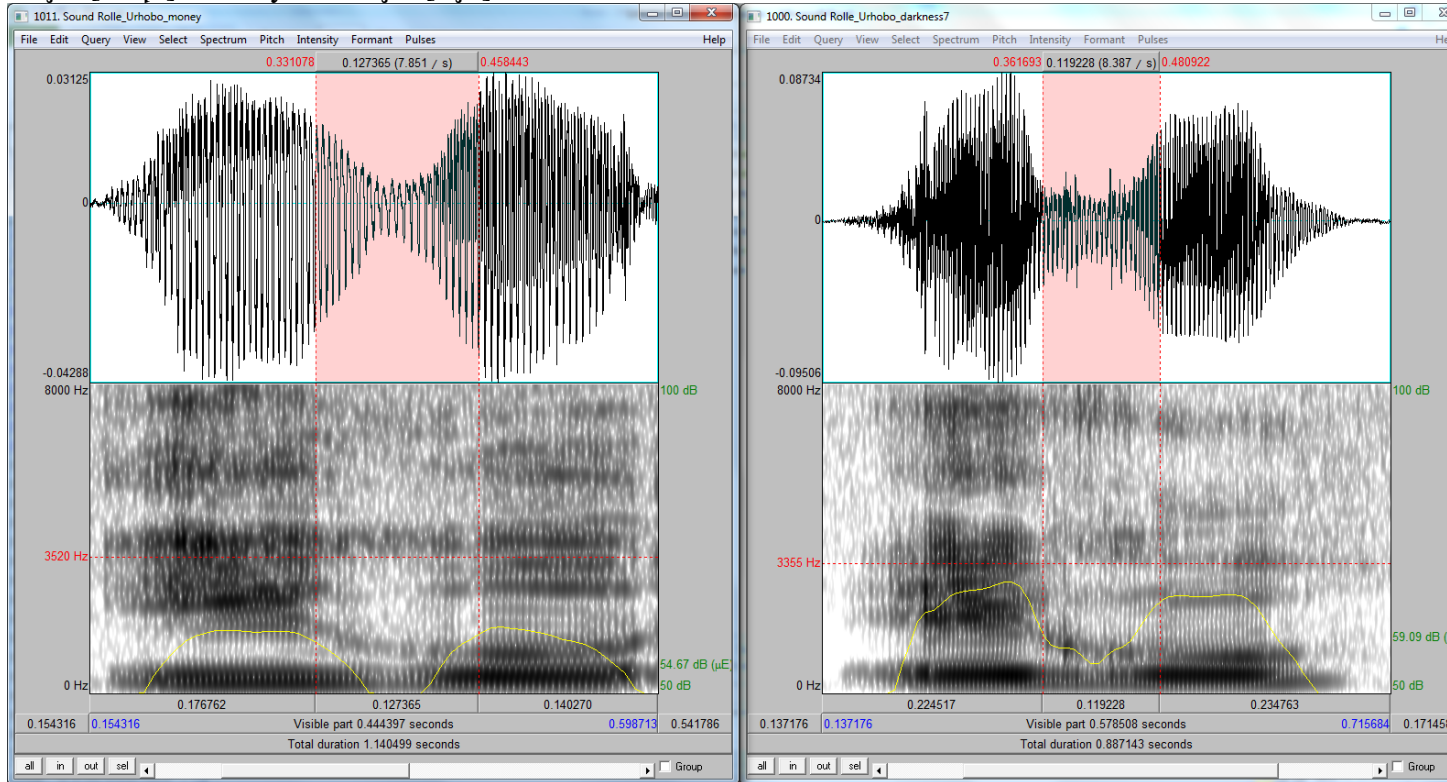 1011. Sound Rolle_Urhobo_money
File Edit Query View Select Spectrum Pitch Intensity Formant Pulses Help
0.331078 0.127365 (7.851 / s) 0.458443
0.03125
0
-0.04288
8000 Hz 100 dB
3520 Hz
54.67 dB (µE)
0 Hz 50 dB
0.176762 0.127365 0.140270
0.154316 0.154316 Visible part 0.444397 seconds 0.598713 0.541786
Total duration 1.140499 seconds
all in out sel Group
1000. Sound Rolle_Urhobo_darkness7
File Edit Query View Select Spectrum Pitch Intensity Formant Pulses He
0.361693 0.119228 (8.387 / s) 0.480922
0.08734
0
-0.09506
8000 Hz 100 dB
3355 Hz
59.09 dB (
0 Hz 50 dB
0.224517 0.119228 0.234763
0.137176 0.137176 Visible part 0.578508 seconds 0.715684 0.171458
Total duration 0.887143 seconds
all in out sel Group